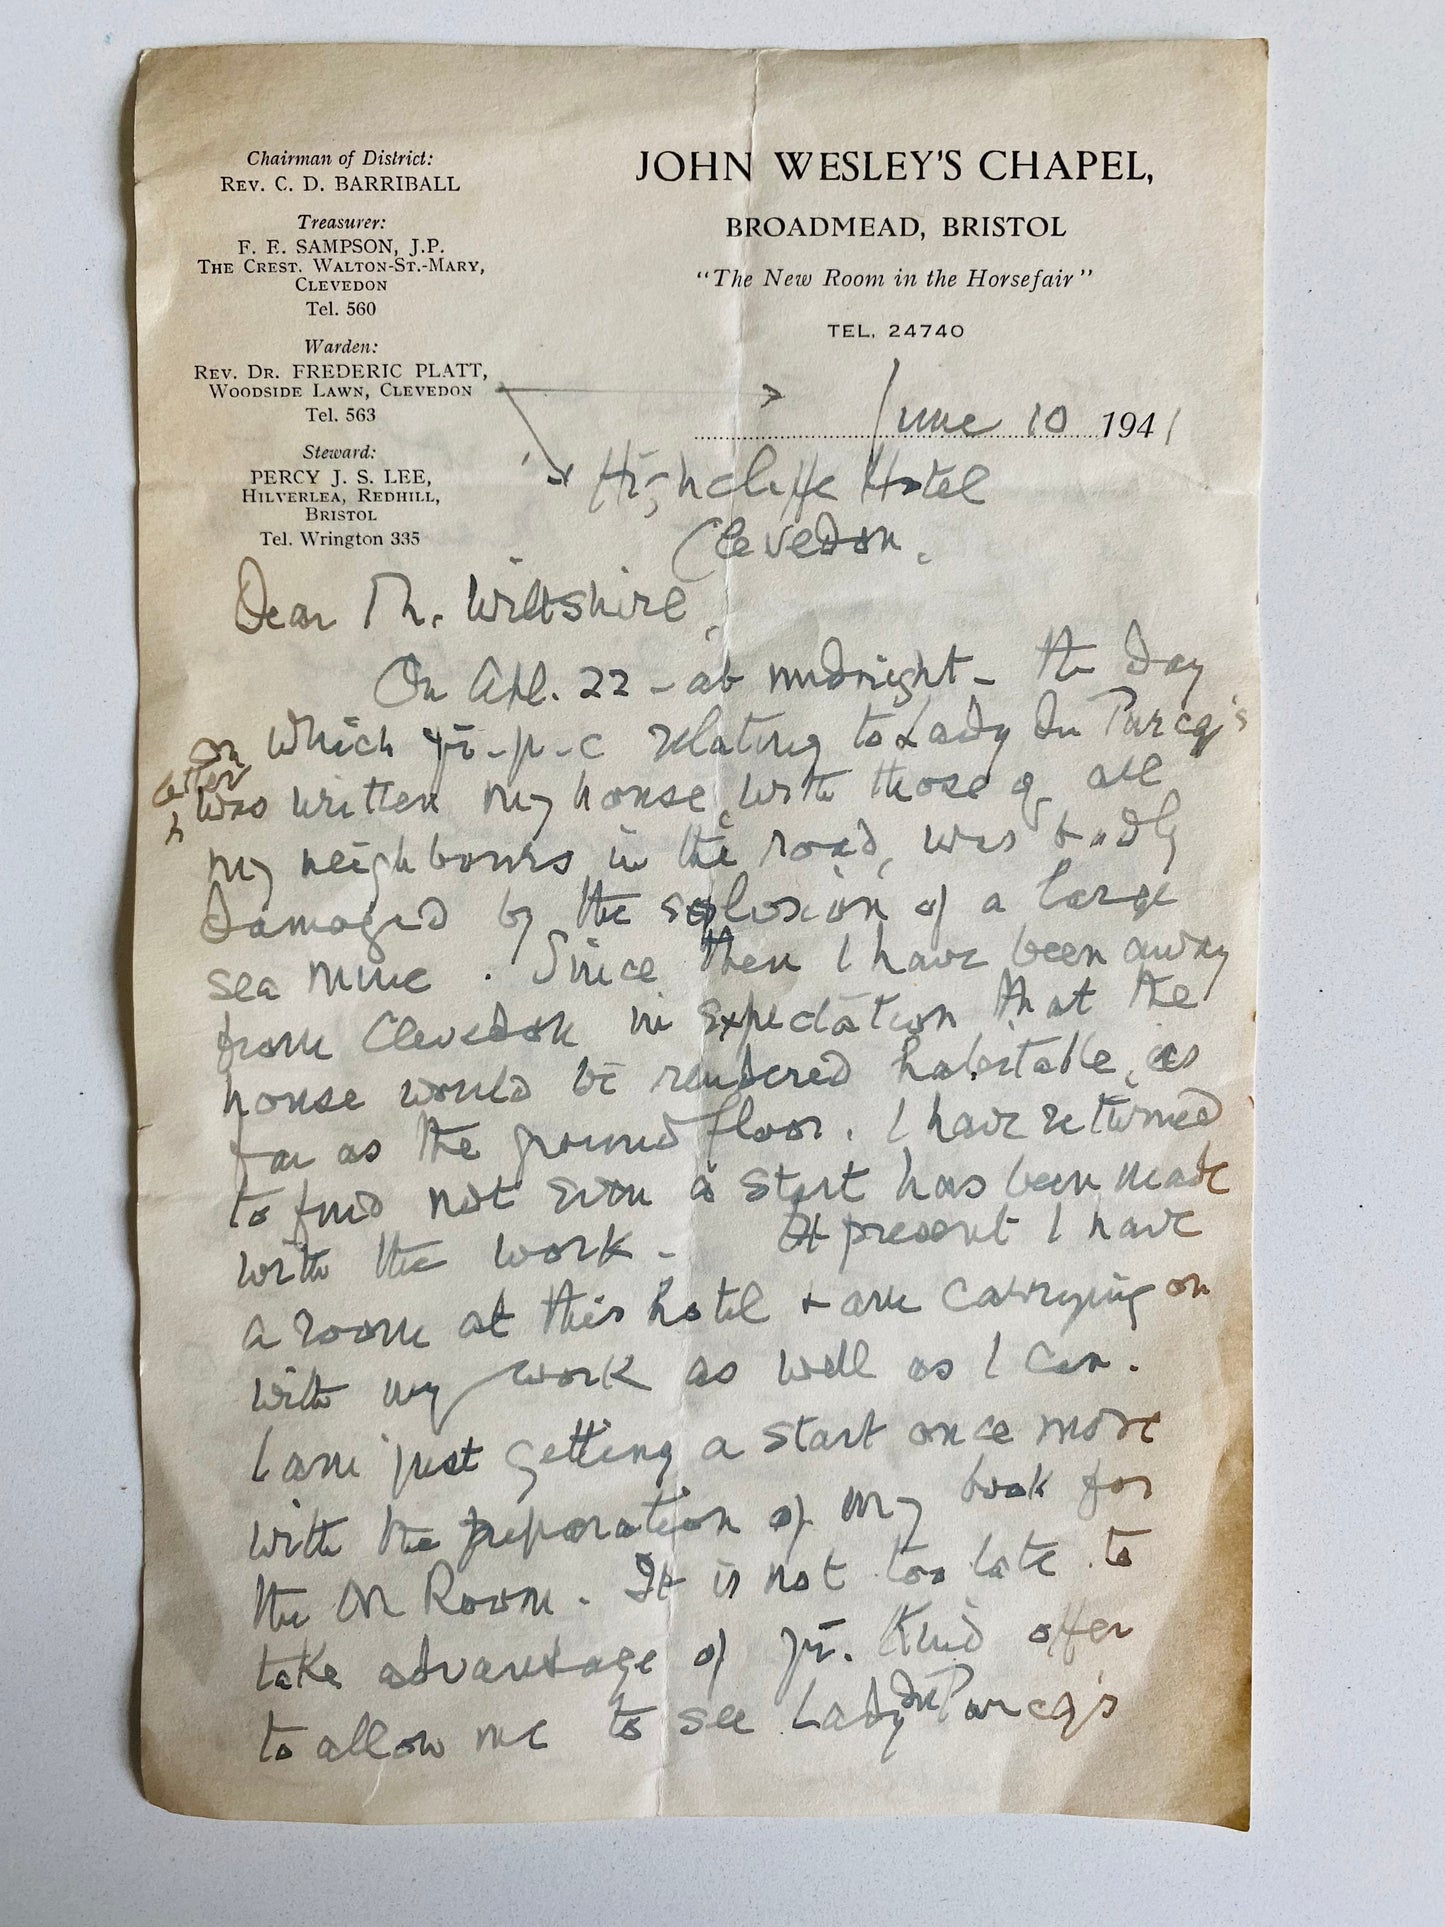 Chairman of District:
REV. C. D. BARRIBALL
Treasurer:
F. E. SAMPSON, J.P.
THE CREST. WALTON-ST.-MARY,
CLEVEDON
Tel. 560
Warden:
REV. DR. FREDERIC PLATT,
WOODSIDE LAWN, CLEVEDON
Tel. 563
Steward:
PERCY J. S. LEE,
HILVERLEA, REDHILL,
BRISTOL
Tel. Wrington 335
JOHN WESLEY'S CHAPEL,
BROADMEAD, BRISTOL
"The New Room in the Horsefair"
TEL. 24740
June 10 1941
Highcliffe Hotel
Clevedon.
Dear Mr. Wiltshire,
On Apl. 22 - at midnight - the day
on which yr. p-c relating to Lady Du Parcq's
letter
was written my house, with those of all
my neighbours in the road, was badly
damaged by the explosion of a large
sea mine. Since then I have been away
from Clevedon in expectation that the
house would be rendered habitable, as
far as the ground floor. I have returned
to find not even a start has been made
with the work. At present I have
a room at this hotel & am carrying on
with my work as well as I can.
I am just getting a start once more
with the preparation of my book for
the Room. It is not too late to
take advantage of yr. kind offer
to allow me to see Lady Du Parcq's